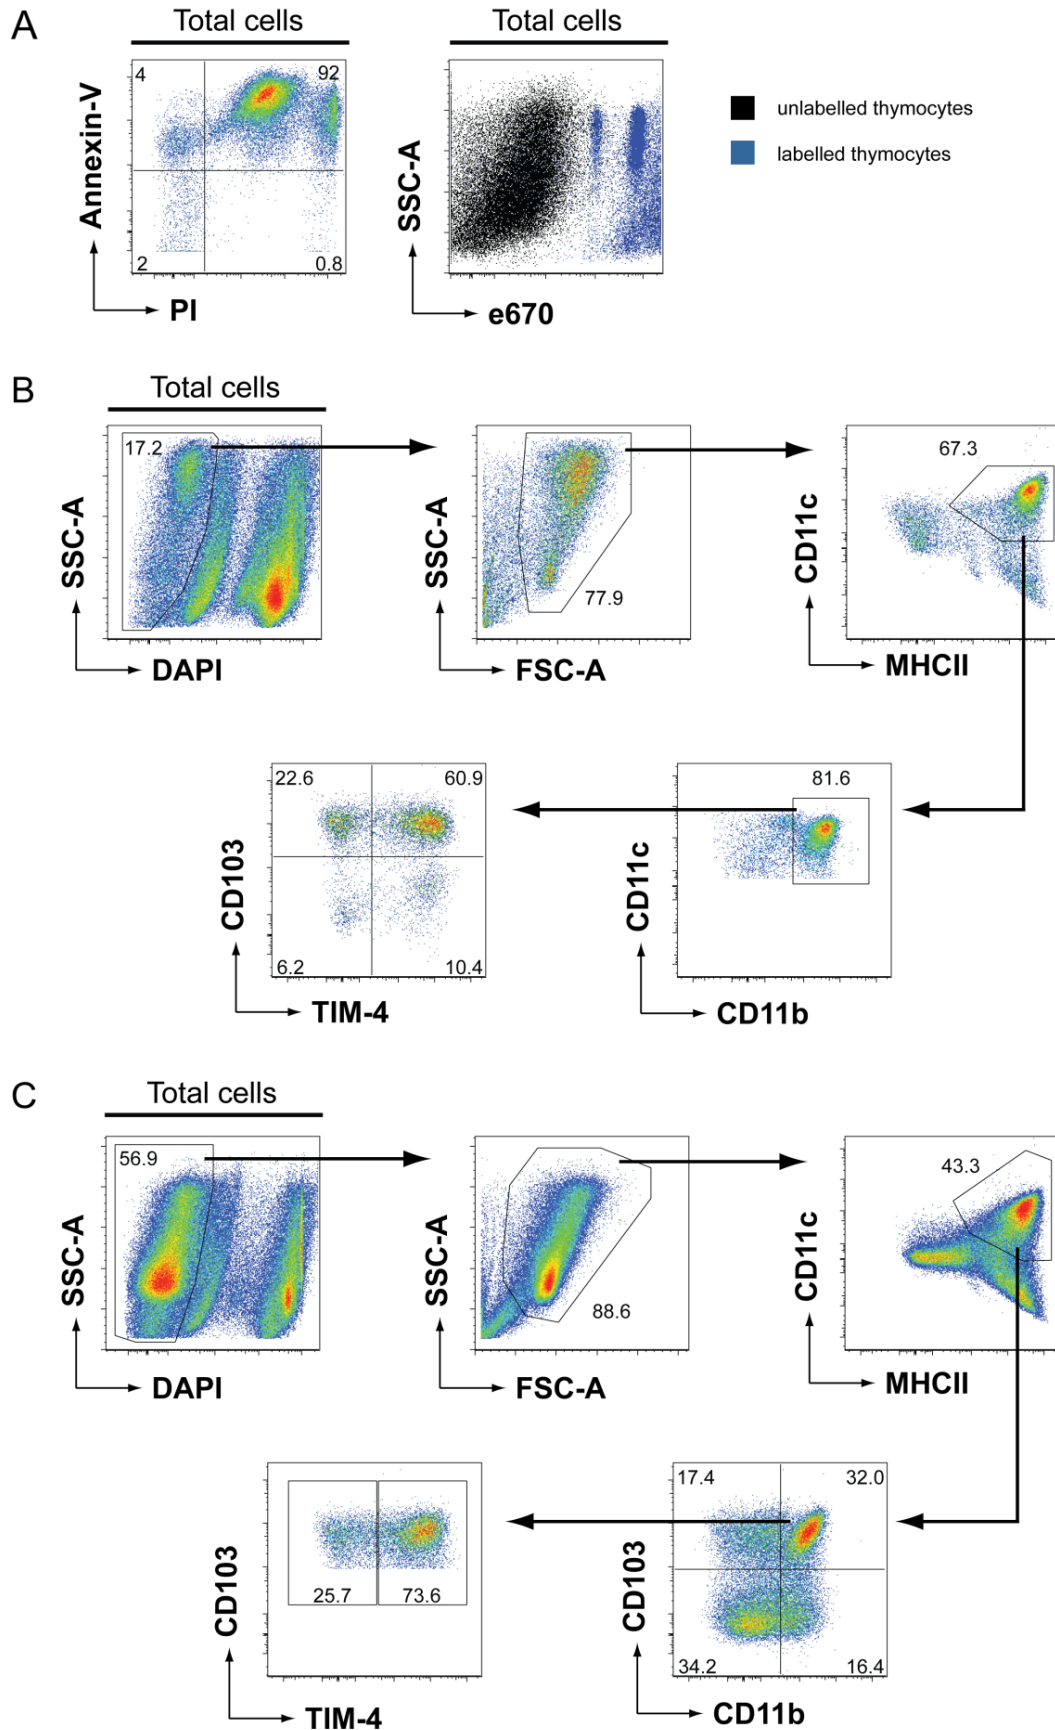 A
Total cells
Total cells
4
92
2
0.8
Annexin-V
PI
SSC-A
e670
unlabelled thymocytes
labelled thymocytes
B
Total cells
17.2
SSC-A
DAPI
77.9
SSC-A
FSC-A
67.3
CD11c
MHCII
22.6
60.9
6.2
10.4
CD103
TIM-4
81.6
CD11c
CD11b
C
Total cells
56.9
SSC-A
DAPI
88.6
SSC-A
FSC-A
43.3
CD11c
MHCII
25.7
73.6
CD103
TIM-4
17.4
32.0
34.2
16.4
CD103
CD11b